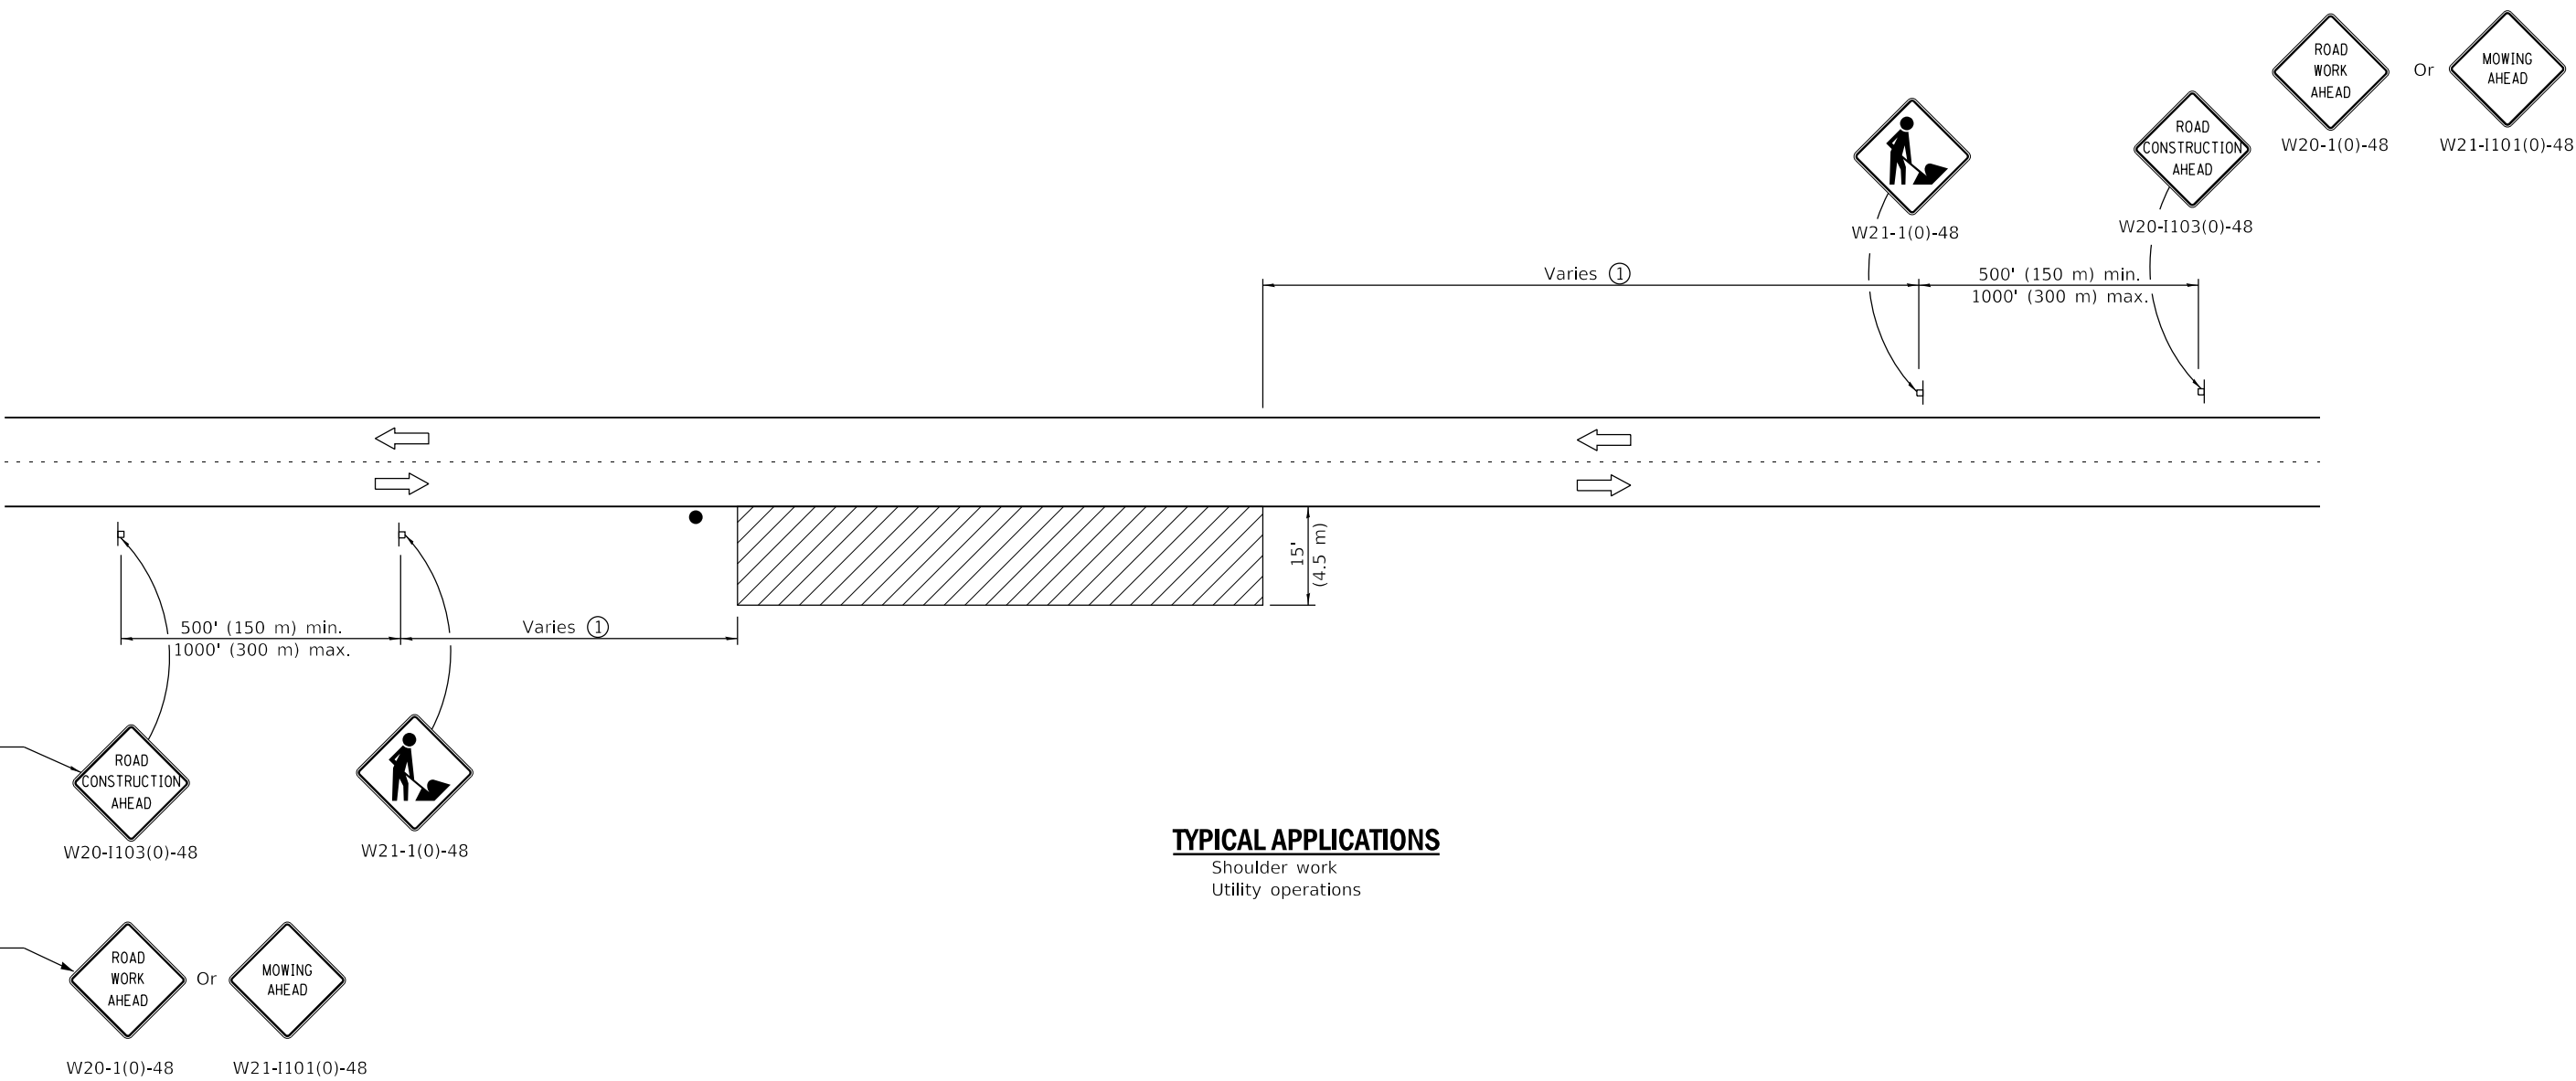 ROAD
WORK
AHEAD
Or
MOWING
AHEAD
W20-1(0)-48
W21-I101(0)-48
ROAD
CONSTRUCTION
AHEAD
W21-1(0)-48
W20-I103(0)-48
Varies ①
500' (150 m) min.
1000' (300 m) max.
15'
(4.5 m)
500' (150 m) min.
1000' (300 m) max.
Varies ①
ROAD
CONSTRUCTION
AHEAD
W20-I103(0)-48
W21-1(0)-48
TYPICAL APPLICATIONS
Shoulder work
Utility operations
ROAD
WORK
AHEAD
Or
MOWING
AHEAD
W20-1(0)-48
W21-I101(0)-48